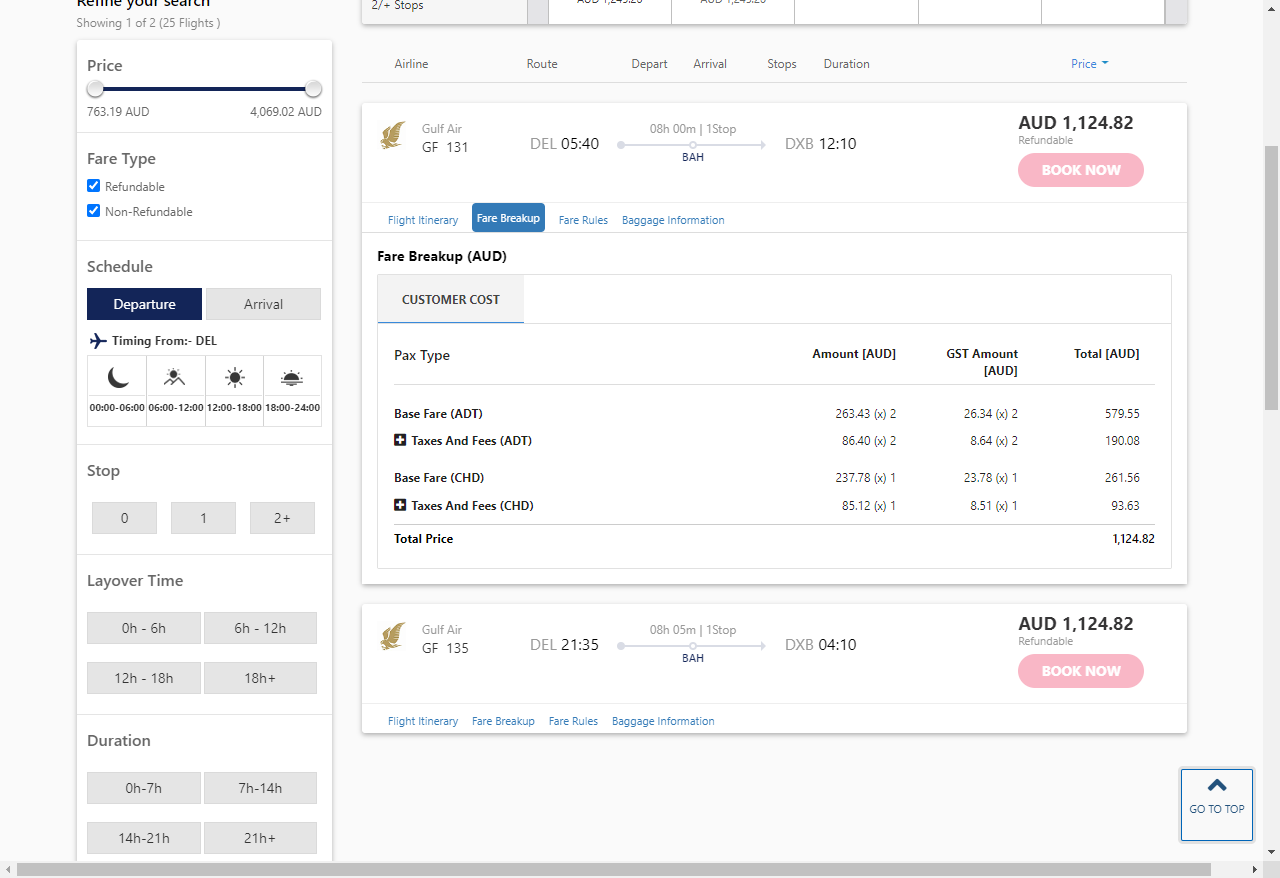 Refine your search
Showing 1 of 2 (25 Flights )
Price
763.19 AUD 4,069.02 AUD
Fare Type
Refundable
Non-Refundable
Schedule
Departure Arrival
Timing From:- DEL
00:00-06:00 06:00-12:00 12:00-18:00 18:00-24:00
Stop
0 1 2+
Layover Time
0h - 6h 6h - 12h
12h - 18h 18h+
Duration
0h-7h 7h-14h
14h-21h 21h+
2/+ Stops
Airline Route Depart Arrival Stops Duration Price
Gulf Air
GF 131
DEL 05:40
08h 00m | 1Stop
BAH
DXB 12:10
AUD 1,124.82
Refundable
BOOK NOW
Flight Itinerary Fare Breakup Fare Rules Baggage Information
Fare Breakup (AUD)
CUSTOMER COST
Pax Type Amount [AUD] GST Amount [AUD] Total [AUD]
Base Fare (ADT) 263.43 (x) 2 26.34 (x) 2 579.55
Taxes And Fees (ADT) 86.40 (x) 2 8.64 (x) 2 190.08
Base Fare (CHD) 237.78 (x) 1 23.78 (x) 1 261.56
Taxes And Fees (CHD) 85.12 (x) 1 8.51 (x) 1 93.63
Total Price 1,124.82
Gulf Air
GF 135
DEL 21:35
08h 05m | 1Stop
BAH
DXB 04:10
AUD 1,124.82
Refundable
BOOK NOW
Flight Itinerary Fare Breakup Fare Rules Baggage Information
GO TO TOP